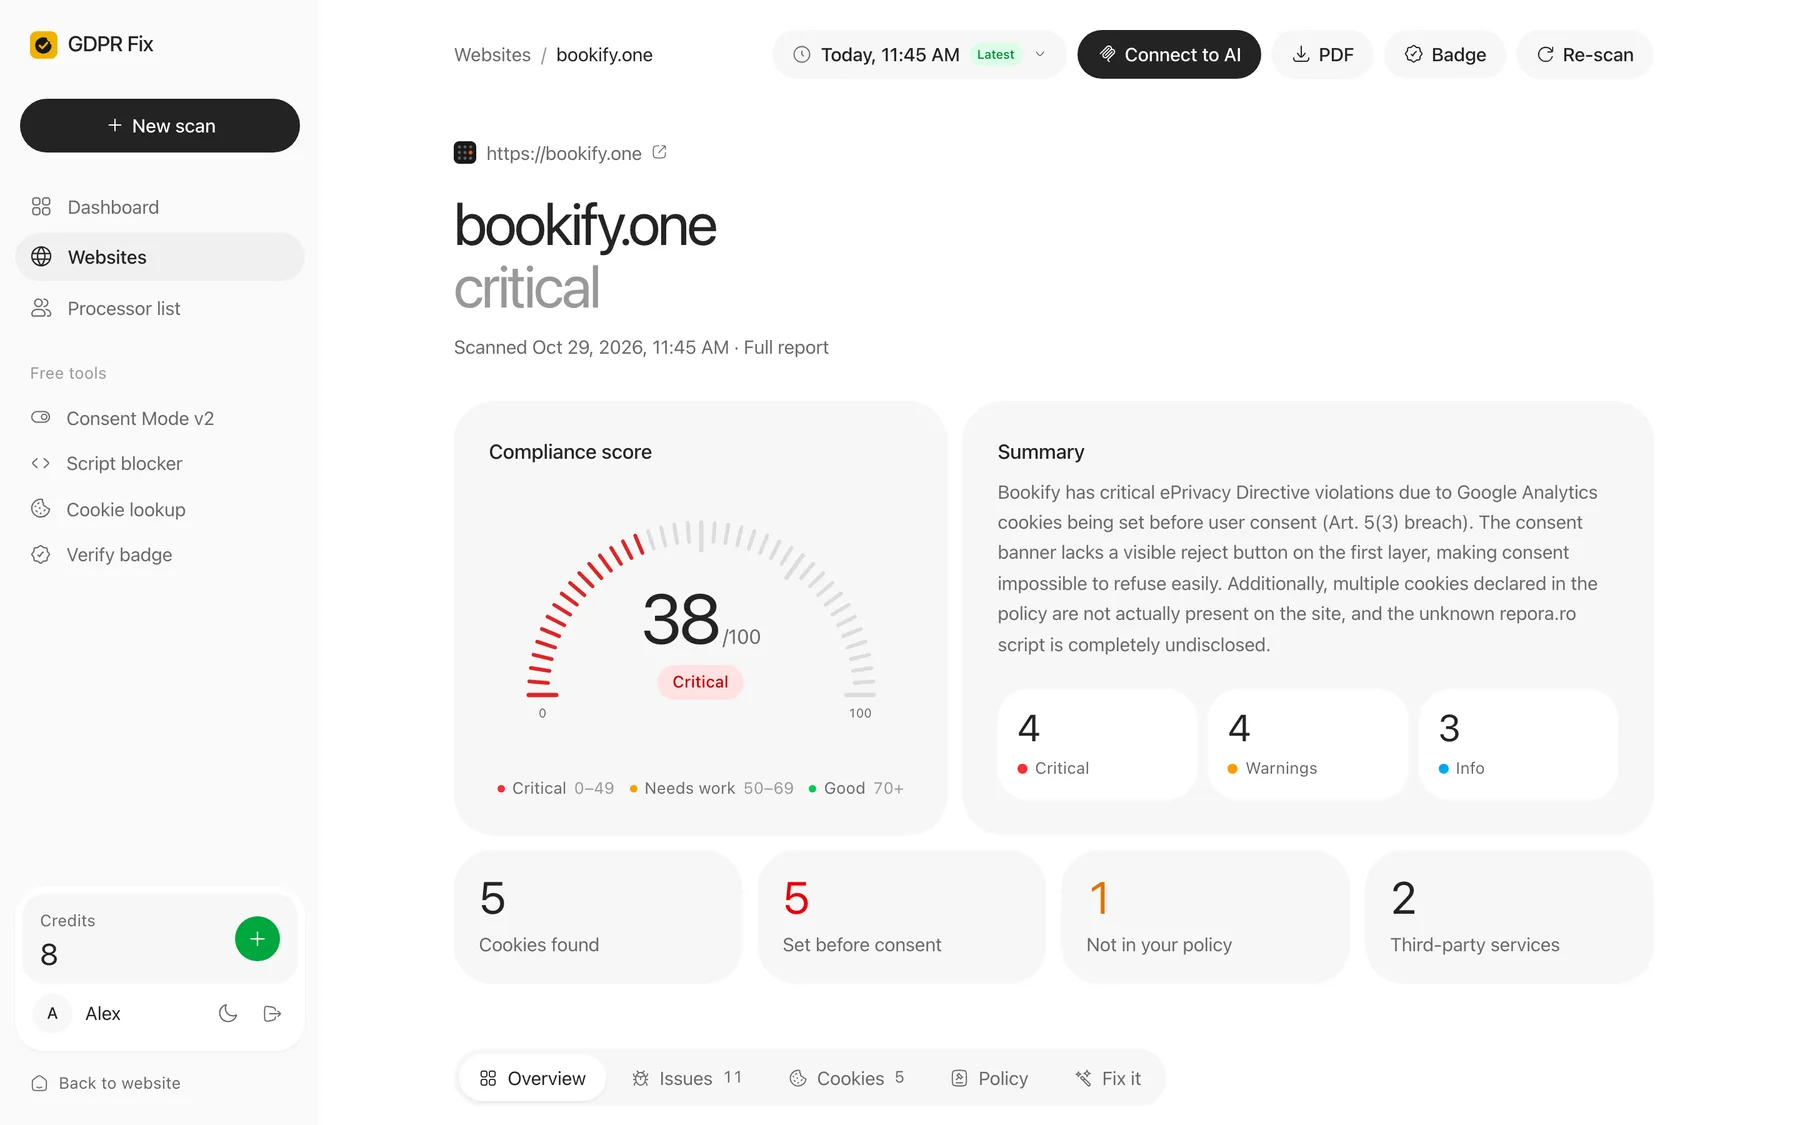 GDPR Fix
New scan
Dashboard
Websites
Processor list
Free tools
Consent Mode v2
Script blocker
Cookie lookup
Verify badge
Credits
8
A Alex
Back to website
Websites / bookify.one
Today, 11:45 AM Latest
Connect to AI
PDF
Badge
Re-scan
https://bookify.one
bookify.one
critical
Scanned Oct 29, 2026, 11:45 AM · Full report
Compliance score
38/100
Critical
0
100
Critical 0–49 Needs work 50–69 Good 70+
Summary
Bookify has critical ePrivacy Directive violations due to Google Analytics
cookies being set before user consent (Art. 5(3) breach). The consent
banner lacks a visible reject button on the first layer, making consent
impossible to refuse easily. Additionally, multiple cookies declared in the
policy are not actually present on the site, and the unknown repora.ro
script is completely undisclosed.
4
Critical
4
Warnings
3
Info
5
Cookies found
5
Set before consent
1
Not in your policy
2
Third-party services
Overview
Issues 11
Cookies 5
Policy
Fix it